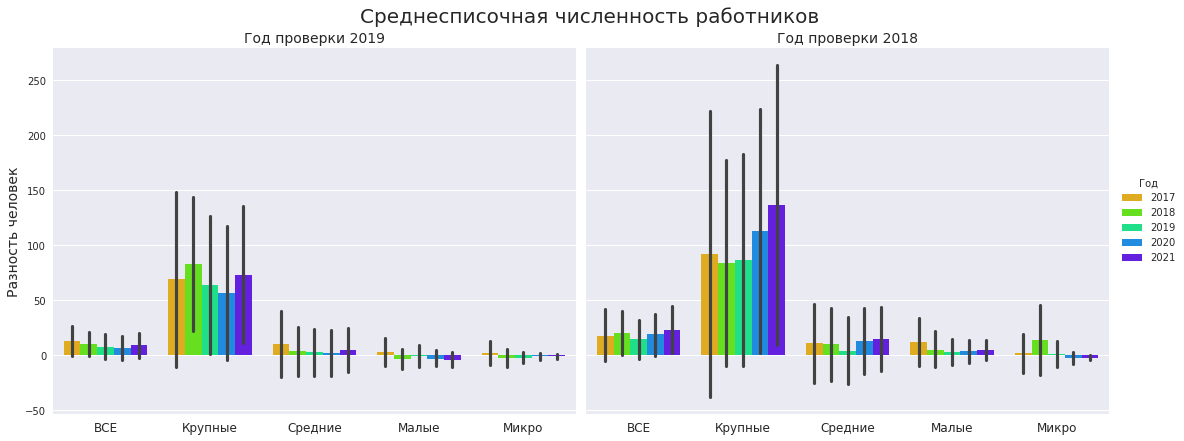 Среднесписочная численность работников
Год проверки 2019
Год проверки 2018
Разность человек
250
200
150
100
50
0
−50
ВСЕ
Крупные
Средние
Малые
Микро
ВСЕ
Крупные
Средние
Малые
Микро
Год
2017
2018
2019
2020
2021